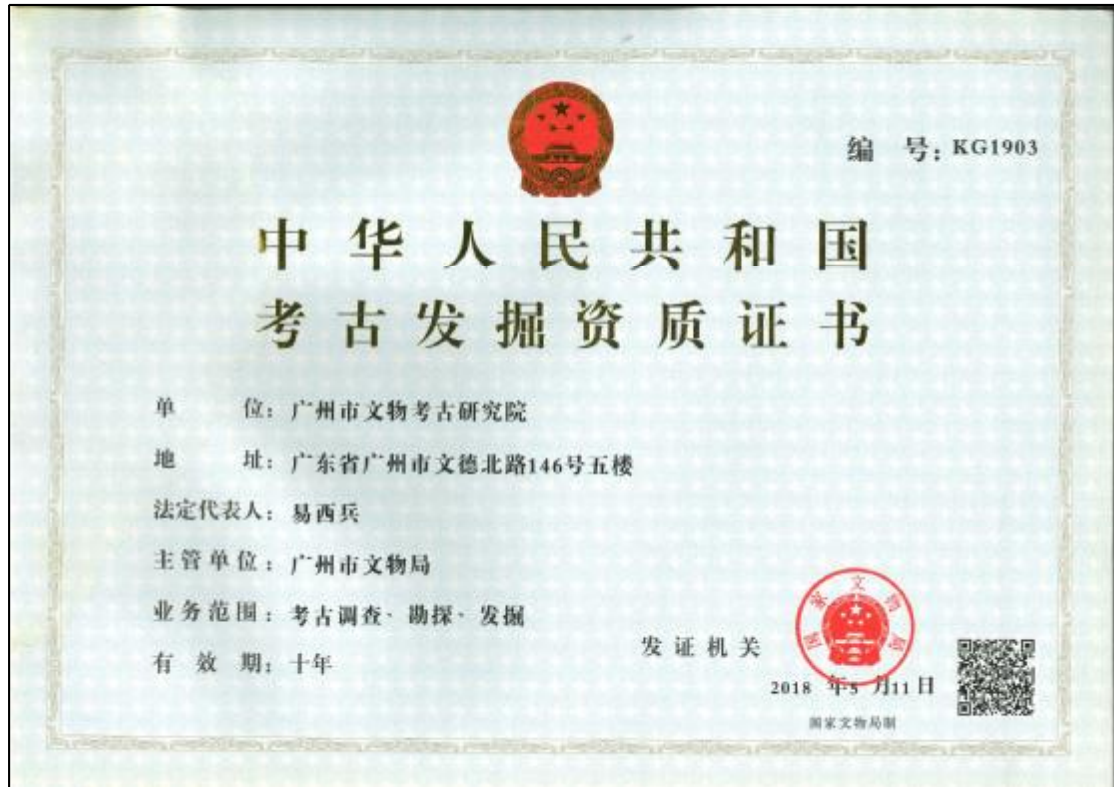 编 号：KG1903
中华人民共和国
考古发掘资质证书
单 位：广州市文物考古研究院
地 址：广东省广州市文德北路146号五楼
法定代表人：易西兵
主管单位：广州市文物局
业务范围：考古调查、勘探、发掘
有 效 期：十年
发证机关
国家文物局
2018 年5 月11日
国家文物局制